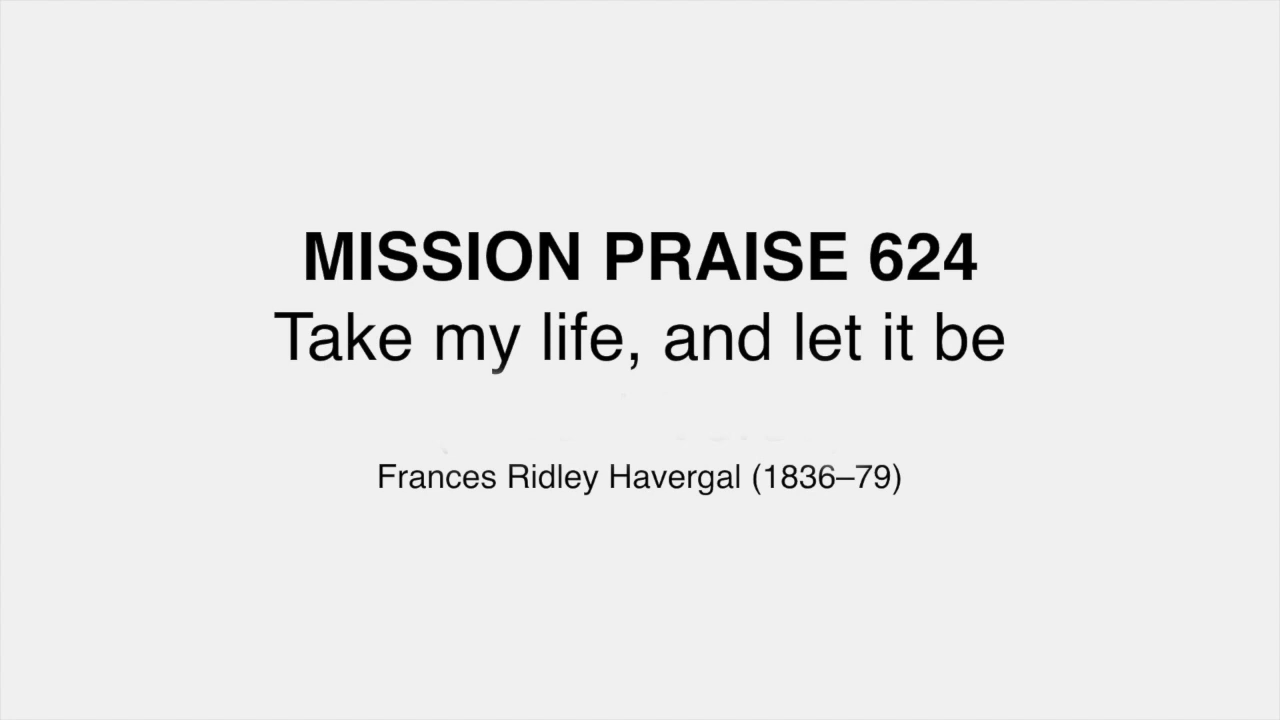 MISSION PRAISE 624
Take my life, and let it be
Frances Ridley Havergal (1836–79)